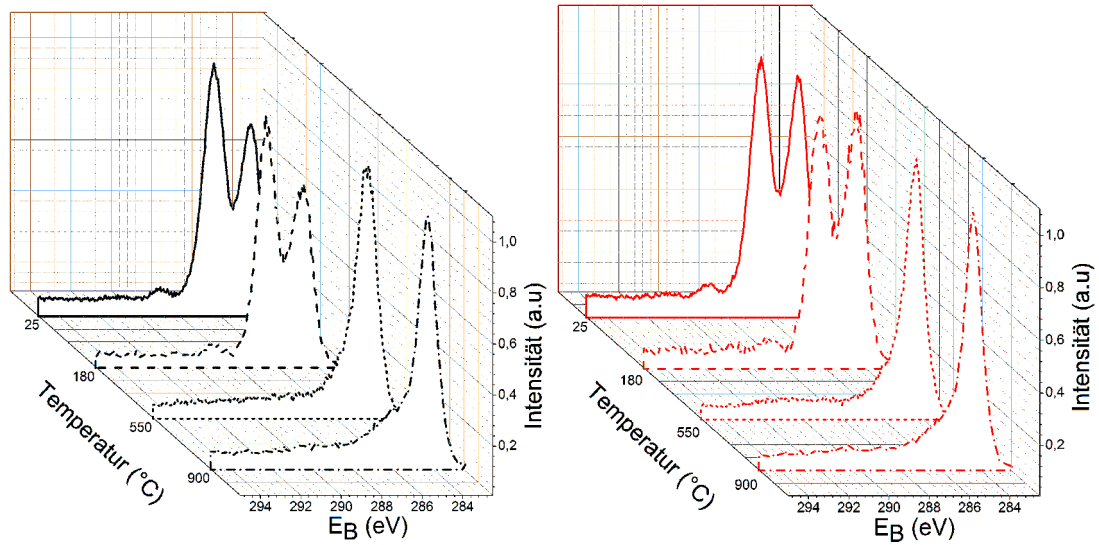 1,0
0,8
0,6
0,4
0,2
Intensität (a.u)
25
180
550
900
Temperatur (°C)
294 292 290 288 286 284
E_B (eV)
1,0
0,8
0,6
0,4
0,2
Intensität (a.u)
25
180
550
900
Temperatur (°C)
294 292 290 288 286 284
E_B (eV)